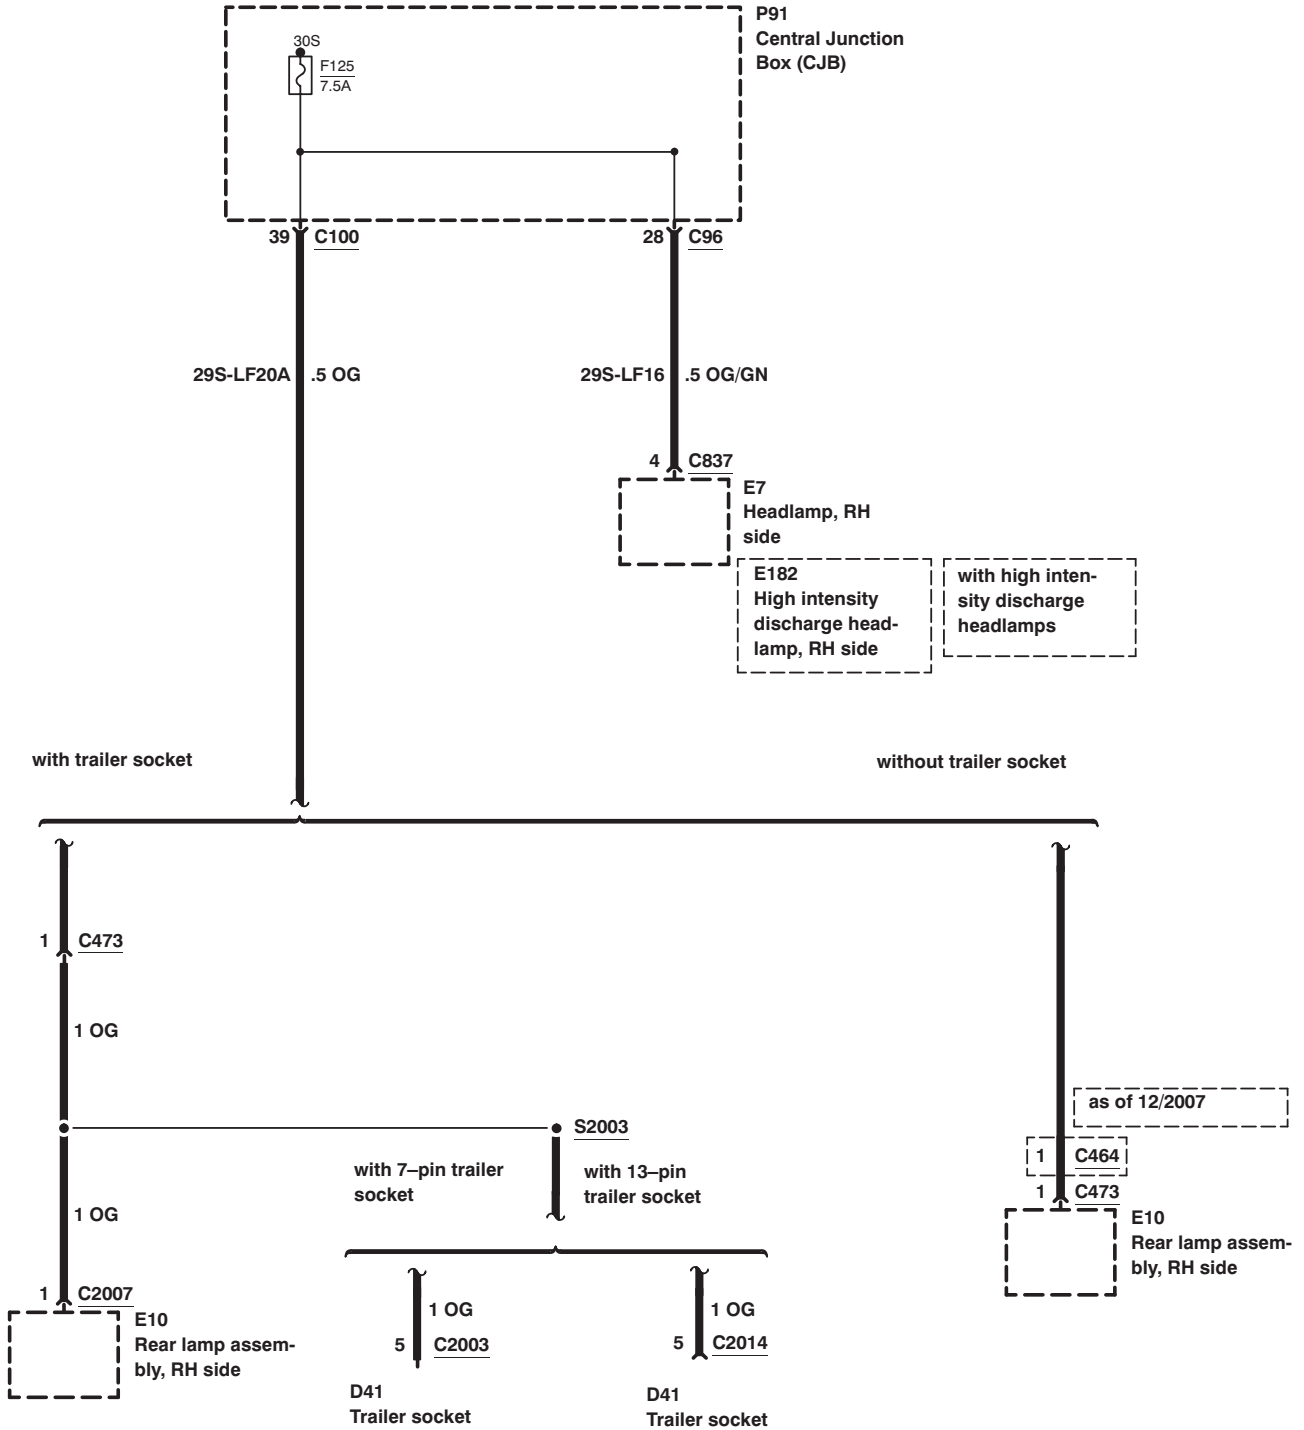 P91
Central Junction
Box (CJB)
30S
F125
7.5A
39 C100
28 C96
29S-LF20A .5 OG
29S-LF16 .5 OG/GN
4 C837
E7
Headlamp, RH
side
E182
High intensity
discharge head-
lamp, RH side
with high inten-
sity discharge
headlamps
with trailer socket
without trailer socket
1 C473
1 OG
S2003
with 7–pin trailer
socket
with 13–pin
trailer socket
as of 12/2007
1 C464
1 C473
E10
Rear lamp assem-
bly, RH side
1 OG
1 C2007
E10
Rear lamp assem-
bly, RH side
1 OG
5 C2003
D41
Trailer socket
1 OG
5 C2014
D41
Trailer socket